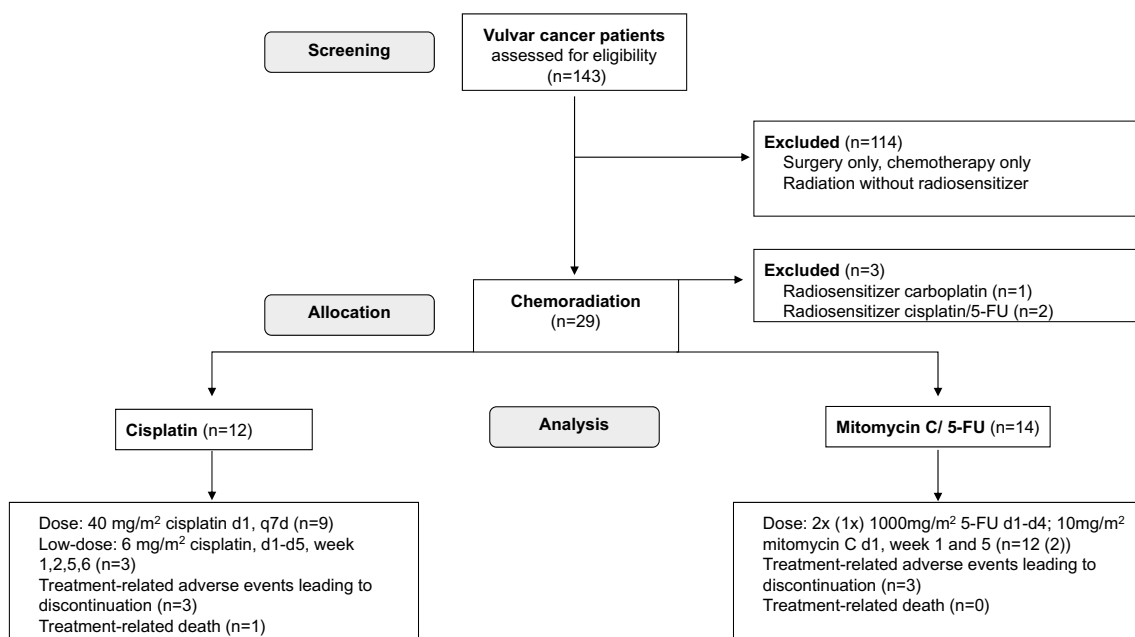 Screening
Vulvar cancer patients
assessed for eligibility
(n=143)
Excluded (n=114)
Surgery only, chemotherapy only
Radiation without radiosensitizer
Excluded (n=3)
Radiosensitizer carboplatin (n=1)
Radiosensitizer cisplatin/5-FU (n=2)
Allocation
Chemoradiation
(n=29)
Cisplatin (n=12)
Analysis
Mitomycin C/ 5-FU (n=14)
Dose: 40 mg/m² cisplatin d1, q7d (n=9)
Low-dose: 6 mg/m² cisplatin, d1-d5, week
1,2,5,6 (n=3)
Treatment-related adverse events leading to
discontinuation (n=3)
Treatment-related death (n=1)
Dose: 2x (1x) 1000mg/m² 5-FU d1-d4; 10mg/m²
mitomycin C d1, week 1 and 5 (n=12 (2))
Treatment-related adverse events leading to
discontinuation (n=3)
Treatment-related death (n=0)